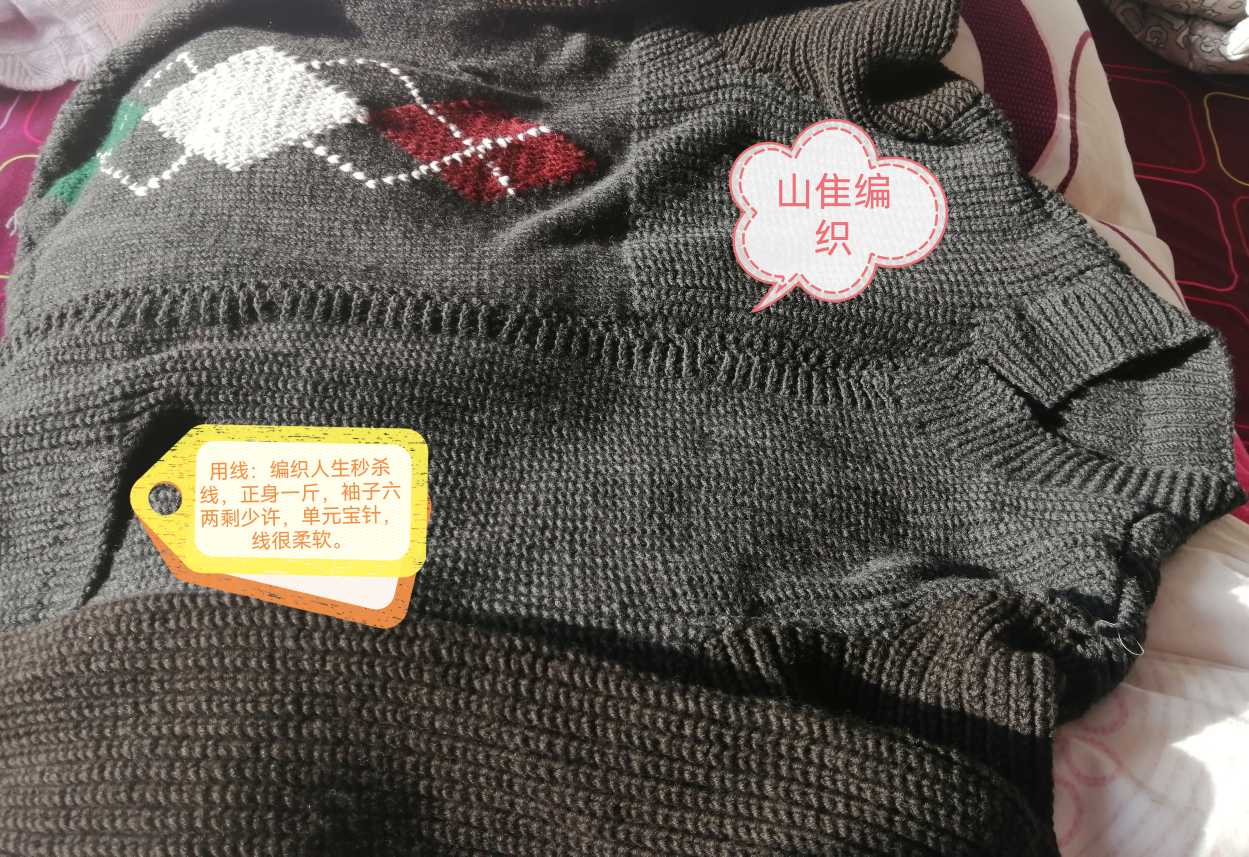 山隹编
织
用线：编织人生秒杀
线，正身一斤，袖子六
两剩少许，单元宝针，
线很柔软。